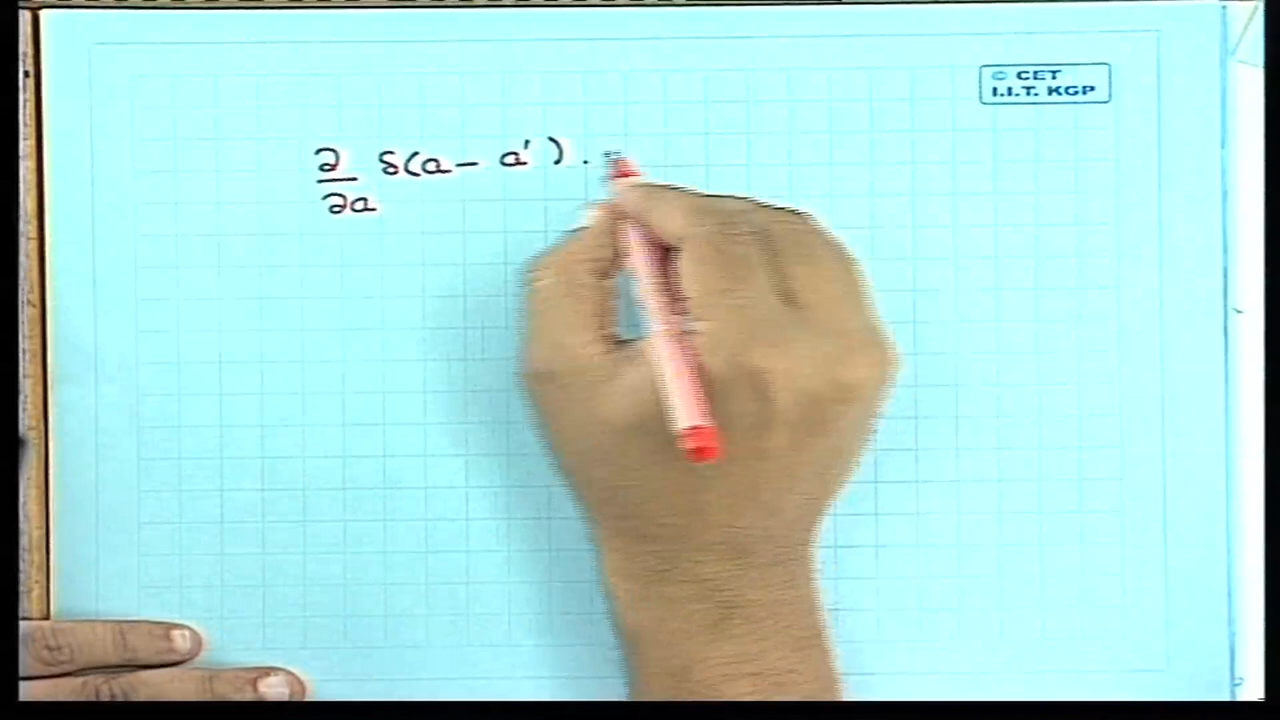 © CET
I.I.T. KGP
∂/∂a δ(a - a') .